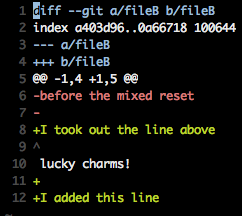 1 diff --git a/fileB b/fileB
2 index a403d96..0a66718 100644
3 --- a/fileB
4 +++ b/fileB
5 @@ -1,4 +1,5 @@
6 -before the mixed reset
7 -
8 +I took out the line above
9 ^
10  lucky charms!
11 +
12 +I added this line
~